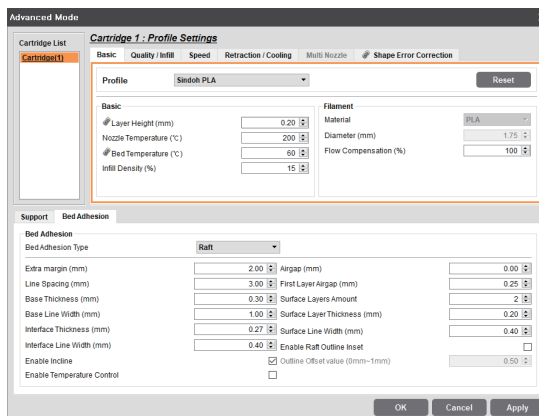 Advanced Mode
Cartridge List
Cartridge(1)
Cartridge 1 : Profile Settings
Basic Quality / Infill Speed Retraction / Cooling Multi Nozzle Shape Error Correction
Profile Sindoh PLA Reset
Basic
Layer Height (mm) 0.20
Nozzle Temperature (℃) 200
Bed Temperature (℃) 60
Infill Density (%) 15
Filament
Material PLA
Diameter (mm) 1.75
Flow Compensation (%) 100
Support Bed Adhesion
Bed Adhesion
Bed Adhesion Type Raft
Extra margin (mm) 2.00 Airgap (mm) 0.00
Line Spacing (mm) 3.00 First Layer Airgap (mm) 0.25
Base Thickness (mm) 0.30 Surface Layers Amount 2
Base Line Width (mm) 1.00 Surface Layer Thickness (mm) 0.20
Interface Thickness (mm) 0.27 Surface Line Width (mm) 0.40
Interface Line Width (mm) 0.40 Enable Raft Outline Inset
Enable Incline Outline Offset value (0mm~1mm) 0.50
Enable Temperature Control
OK Cancel Apply